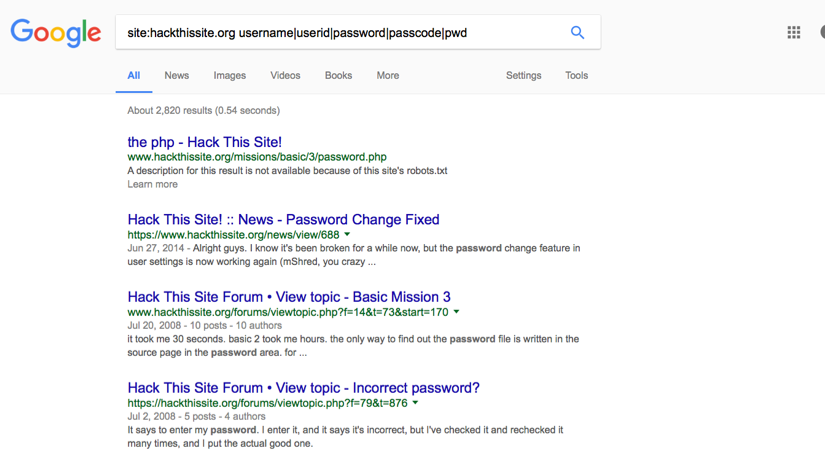 Google
site:hackthissite.org username|userid|password|passcode|pwd
All News Images Videos Books More Settings Tools
About 2,820 results (0.54 seconds)
the php - Hack This Site!
www.hackthissite.org/missions/basic/3/password.php
A description for this result is not available because of this site's robots.txt
Learn more
Hack This Site! :: News - Password Change Fixed
https://www.hackthissite.org/news/view/688
Jun 27, 2014 - Alright guys. I know it's been broken for a while now, but the password change feature in
user settings is now working again (mShred, you crazy ...
Hack This Site Forum • View topic - Basic Mission 3
www.hackthissite.org/forums/viewtopic.php?f=14&t=73&start=170
Jul 20, 2008 - 10 posts - 10 authors
it took me 30 seconds. basic 2 took me hours. the only way to find out the password file is written in the
source page in the password area. for ...
Hack This Site Forum • View topic - Incorrect password?
https://hackthissite.org/forums/viewtopic.php?f=79&t=876
Jul 2, 2008 - 5 posts - 4 authors
It says to enter my password. I enter it, and it says it's incorrect, but I've checked it and rechecked it
many times, and I put the actual good one.